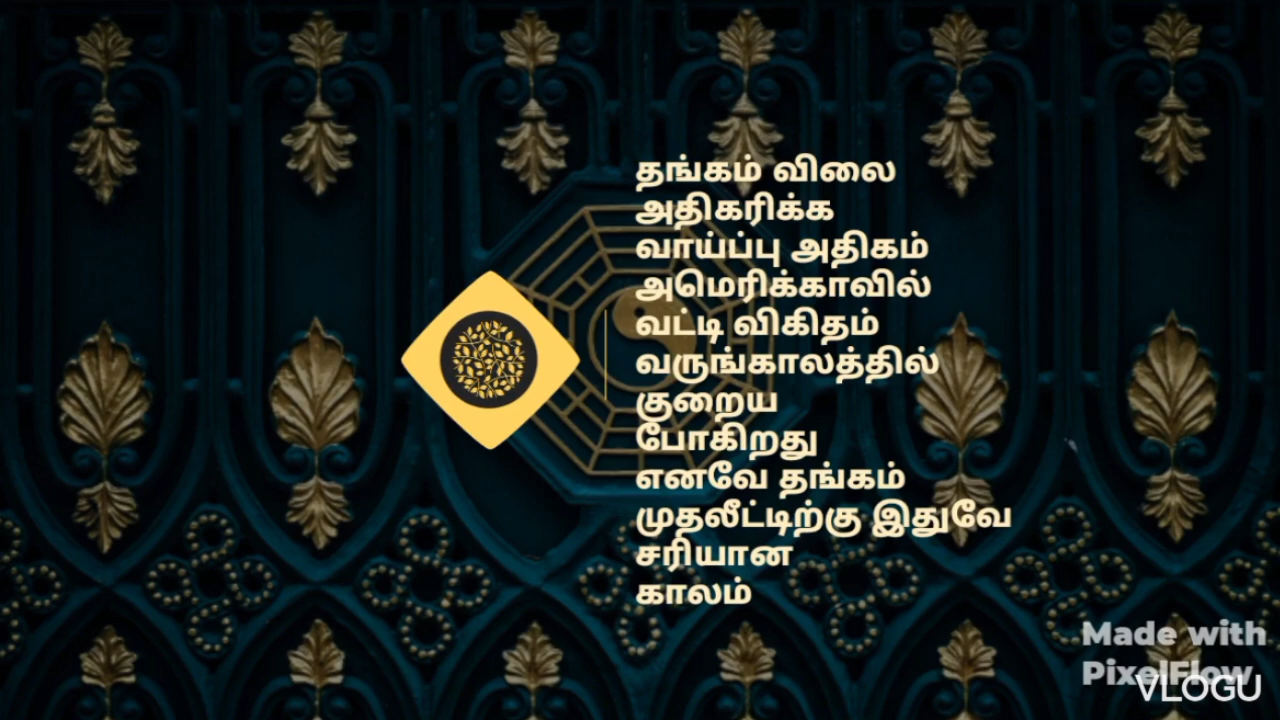 தங்கம் விலை
அதிகரிக்க
வாய்ப்பு அதிகம்
அமெரிக்காவில்
வட்டி விகிதம்
வருங்காலத்தில்
குறைய
போகிறது
எனவே தங்கம்
முதலீட்டிற்கு இதுவே
சரியான
காலம்
Made with
PixelFlow
VLOGU